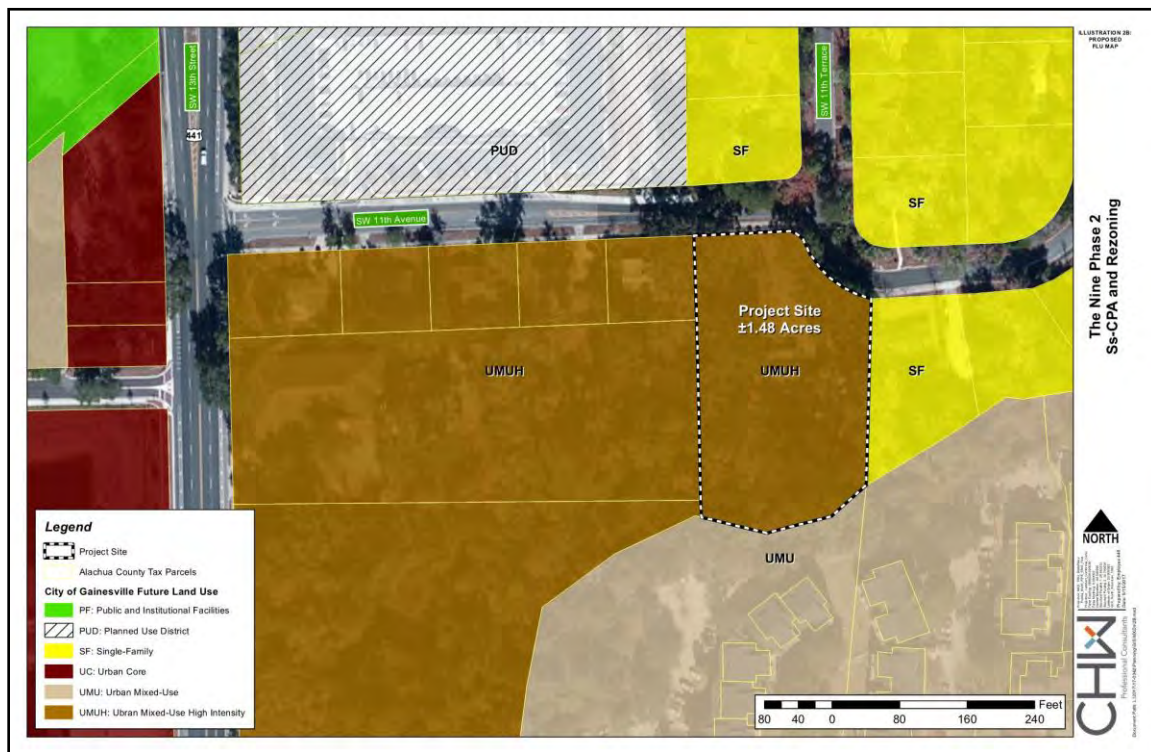 ILLUSTRATION 2B:
PROPOSED
FLU MAP
The Nine Phase 2
Ss-CPA and Rezoning
SW 13th Street
441
SW 11th Terrace
PUD
SF
SF
SW 11th Avenue
Project Site
±1.48 Acres
UMUH
UMUH
SF
UMU
Legend
Project Site
Alachua County Tax Parcels
City of Gainesville Future Land Use
PF: Public and Institutional Facilities
PUD: Planned Use District
SF: Single-Family
UC: Urban Core
UMU: Urban Mixed-Use
UMUH: Ubran Mixed-Use High Intensity
Feet
80 40 0 80 160 240
NORTH
CHW
Professional Consultants